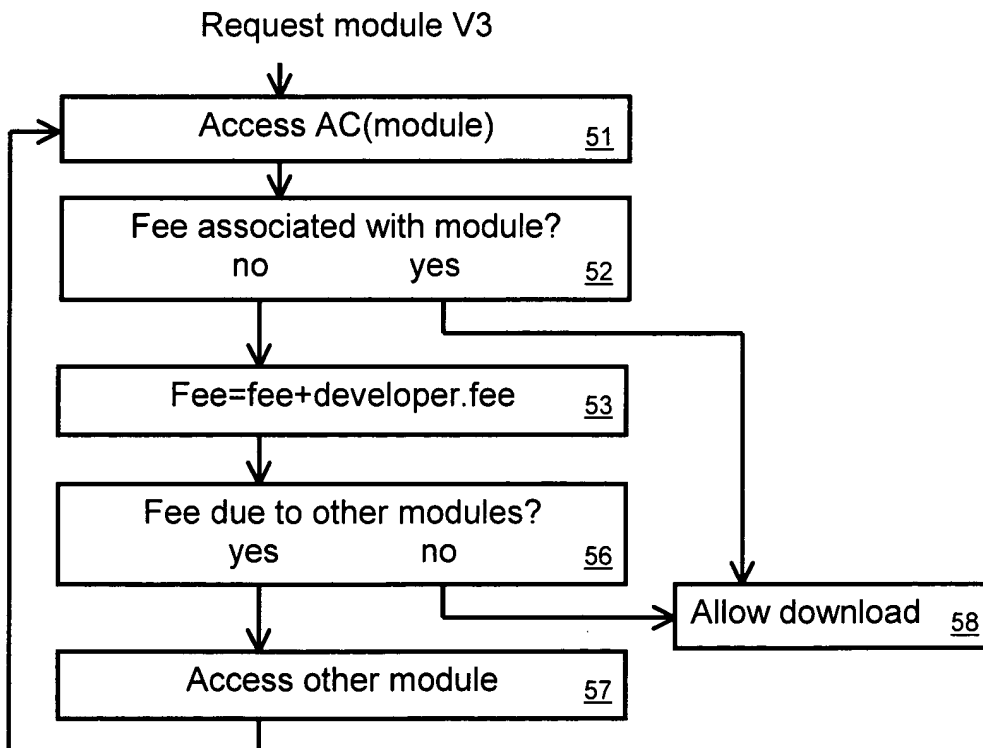 Request module V3
Access AC(module) 51
Fee associated with module?
no yes 52
Fee=fee+developer.fee 53
Fee due to other modules?
yes no 56
Allow download 58
Access other module 57